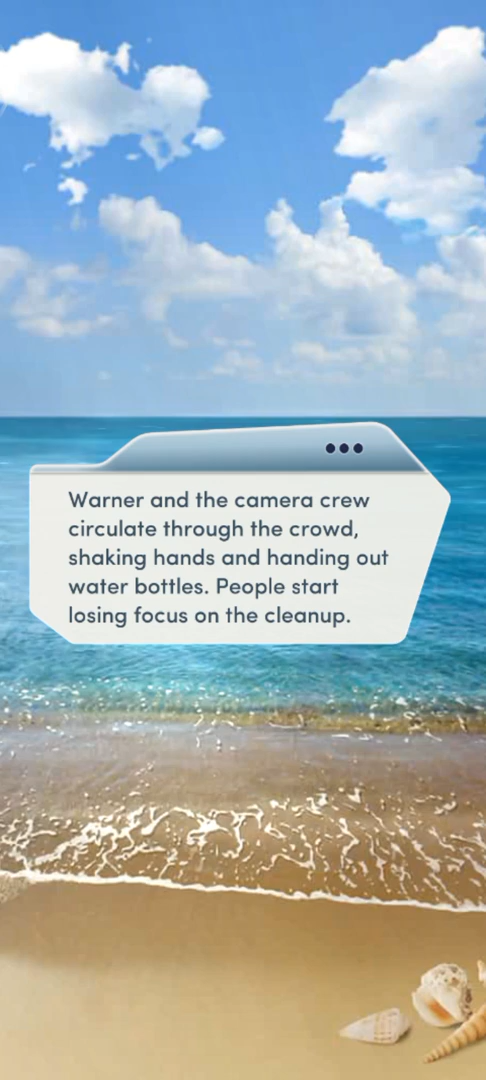 Warner and the camera crew
circulate through the crowd,
shaking hands and handing out
water bottles. People start
losing focus on the cleanup.